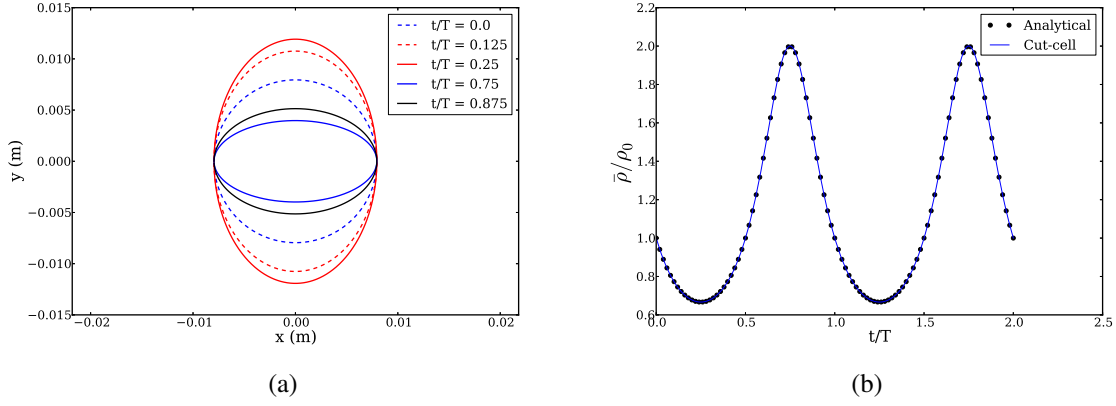 0.015
0.010
0.005
0.000
−0.005
−0.010
−0.015
y (m)
−0.02
−0.01
0.00
0.01
0.02
x (m)
t/T = 0.0
t/T = 0.125
t/T = 0.25
t/T = 0.75
t/T = 0.875
(a)
2.2
2.0
1.8
1.6
1.4
1.2
1.0
0.8
0.6
ρ̄/ρ₀
0.0
0.5
1.0
1.5
2.0
2.5
t/T
Analytical
Cut-cell
(b)